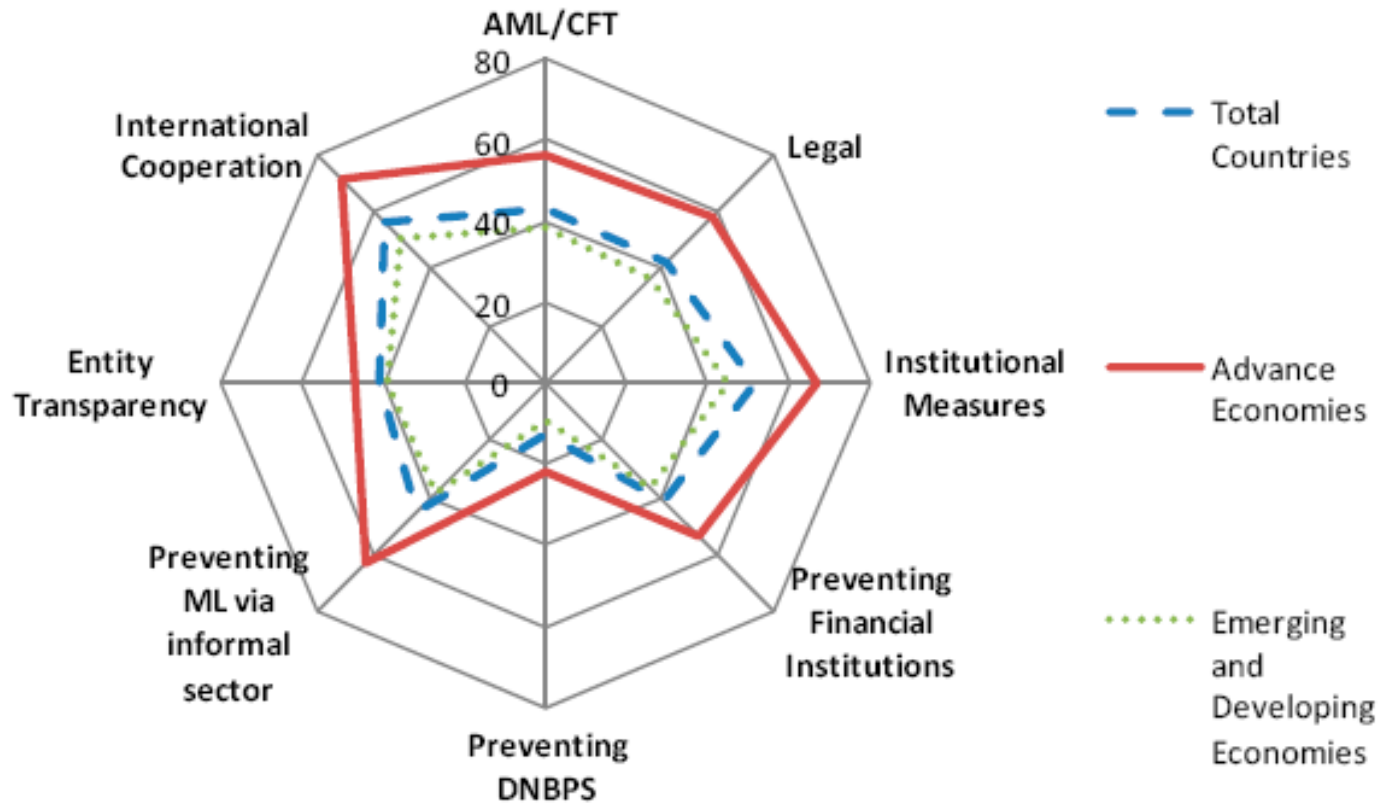 AML/CFT
80
60
40
20
0
Legal
Institutional
Measures
Preventing
Financial
Institutions
Preventing
DNBPS
Preventing
ML via
informal
sector
Entity
Transparency
International
Cooperation
Total
Countries
Advance
Economies
Emerging
and
Developing
Economies